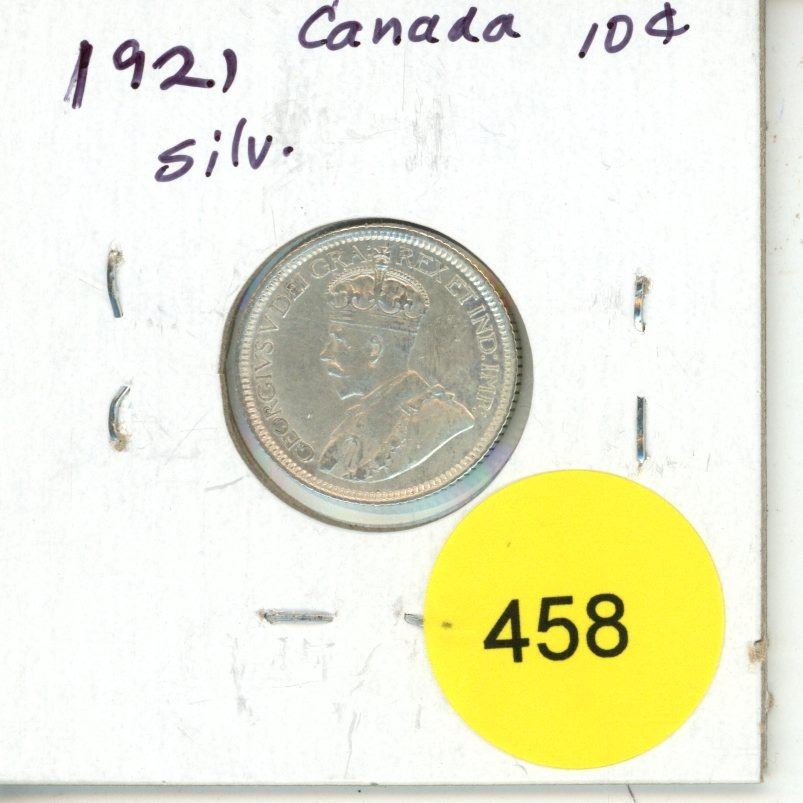 Canada 10¢
1921
silv.
GEORGIVS V DEI GRA: REX ET IND: IMP:
458